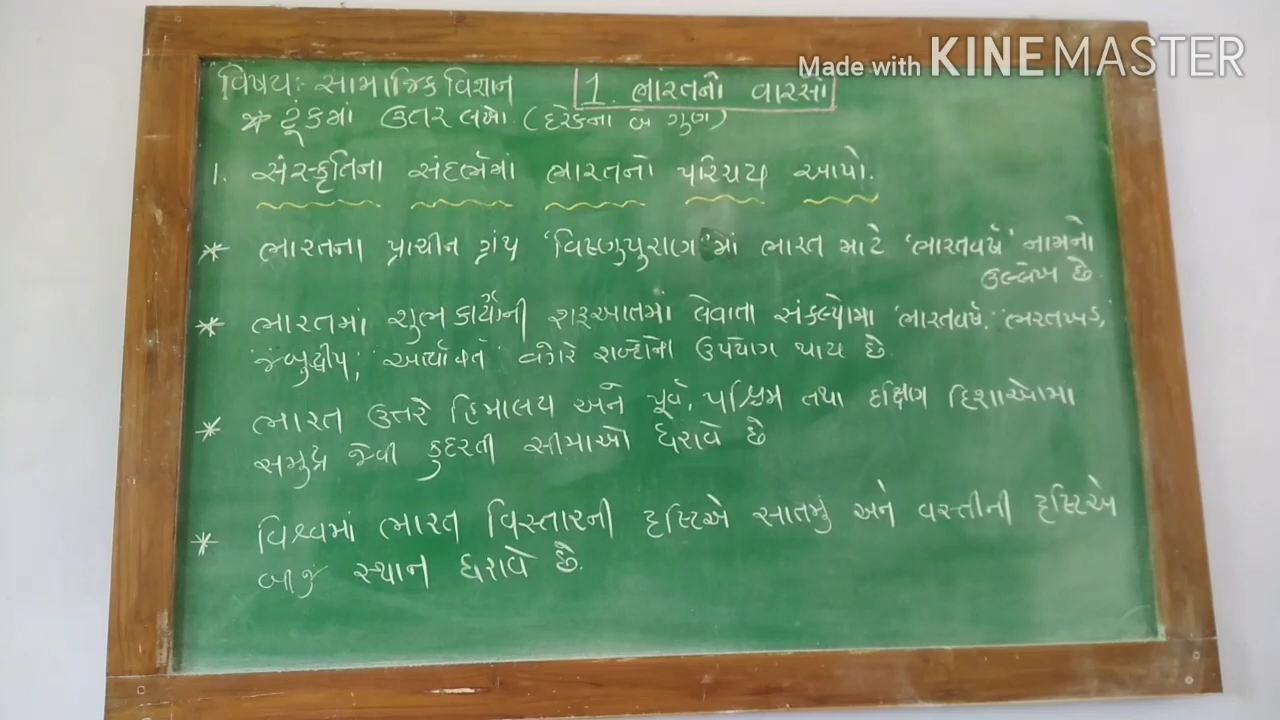 Made with KINEMASTER
વિષયઃ સામાજિક વિજ્ઞાન 1. ભારતનો વારસો
* ટૂંકમાં ઉત્તર લખો. (દરેકના બે ગુણ)
1. સંસ્કૃતિના સંદર્ભમાં ભારતનો પરિચય આપો.
* ભારતના પ્રાચીન ગ્રંથ 'વિષ્ણુપુરાણ'માં ભારત માટે 'ભારતવર્ષ' નામનો
ઉલ્લેખ છે.
* ભારતમાં શુભ કાર્યોની શરૂઆતમાં લેવાતા સંકલ્પોમા 'ભારતવર્ષ', 'ભરતખંડ',
જંબુદ્વીપ, આર્યાવર્ત વગેરે શબ્દોનો ઉપયોગ થાય છે.
* ભારત ઉત્તરે હિમાલય અને પૂર્વ, પશ્ચિમ તથા દક્ષિણ દિશાઓમા
સમુદ્ર જેવી કુદરતી સીમાઓ ધરાવે છે
* વિશ્વમાં ભારત વિસ્તારની દૃષ્ટિએ સાતમું અને વસ્તીની દૃષ્ટિએ
બીજું સ્થાન ધરાવે છે.